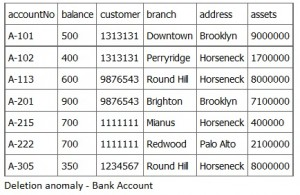 accountNo balance customer branch address assets
A-101 500 1313131 Downtown Brooklyn 9000000
A-102 400 1313131 Perryridge Horseneck 1700000
A-113 600 9876543 Round Hill Horseneck 8000000
A-201 900 9876543 Brighton Brooklyn 7100000
A-215 700 1111111 Mianus Horseneck 400000
A-222 700 1111111 Redwood Palo Alto 2100000
A-305 350 1234567 Round Hill Horseneck 8000000
Deletion anomaly - Bank Account